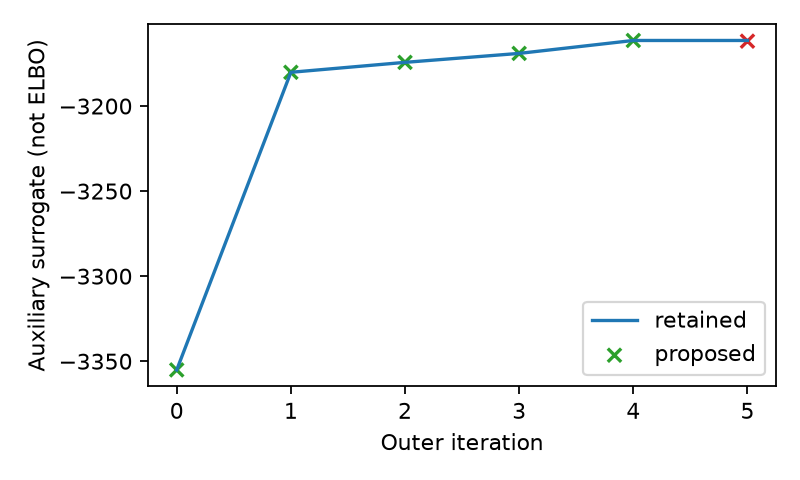 Auxiliary surrogate (not ELBO)
−3200
−3250
−3300
−3350
retained
proposed
0 1 2 3 4 5
Outer iteration